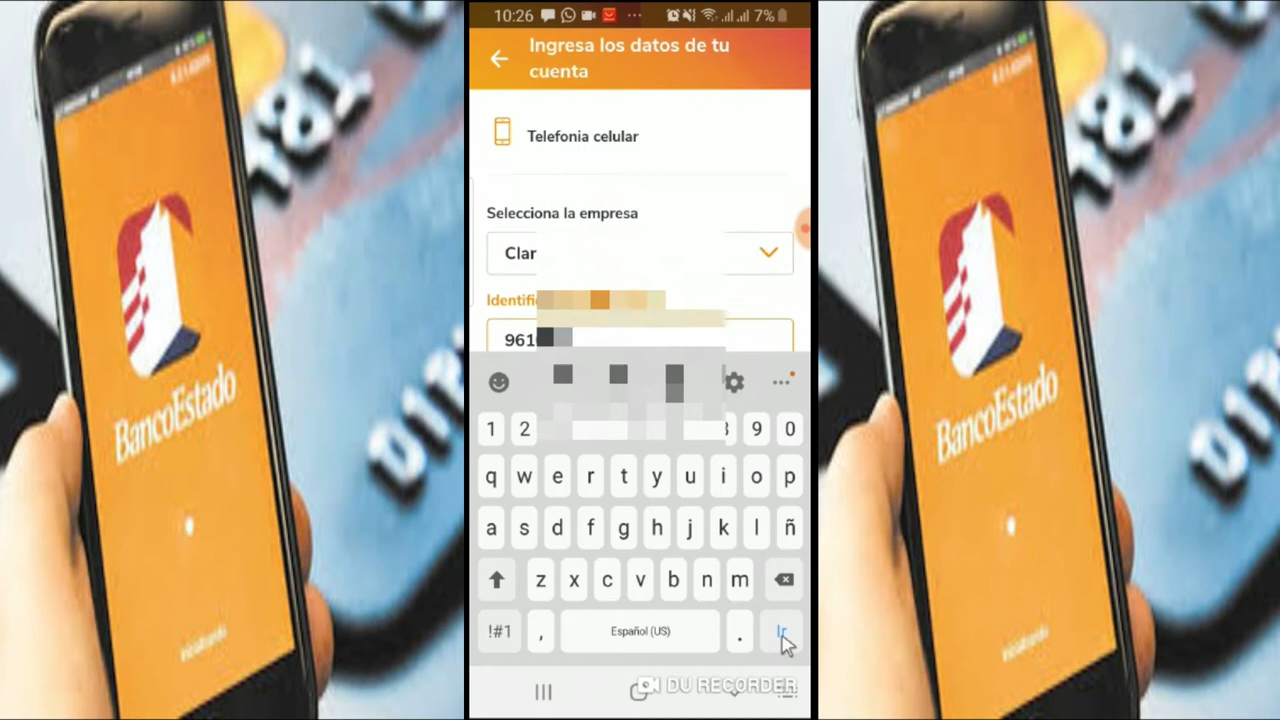 10:26
7%
Ingresa los datos de tu
cuenta
Telefonia celular
Selecciona la empresa
Clar
961
1 2 9 0
q w e r t y u i o p
a s d f g h j k l ñ
z x c v b n m
!#1 , Español (US) . Ir
DU RECORDER
BancoEstado
BancoEstado